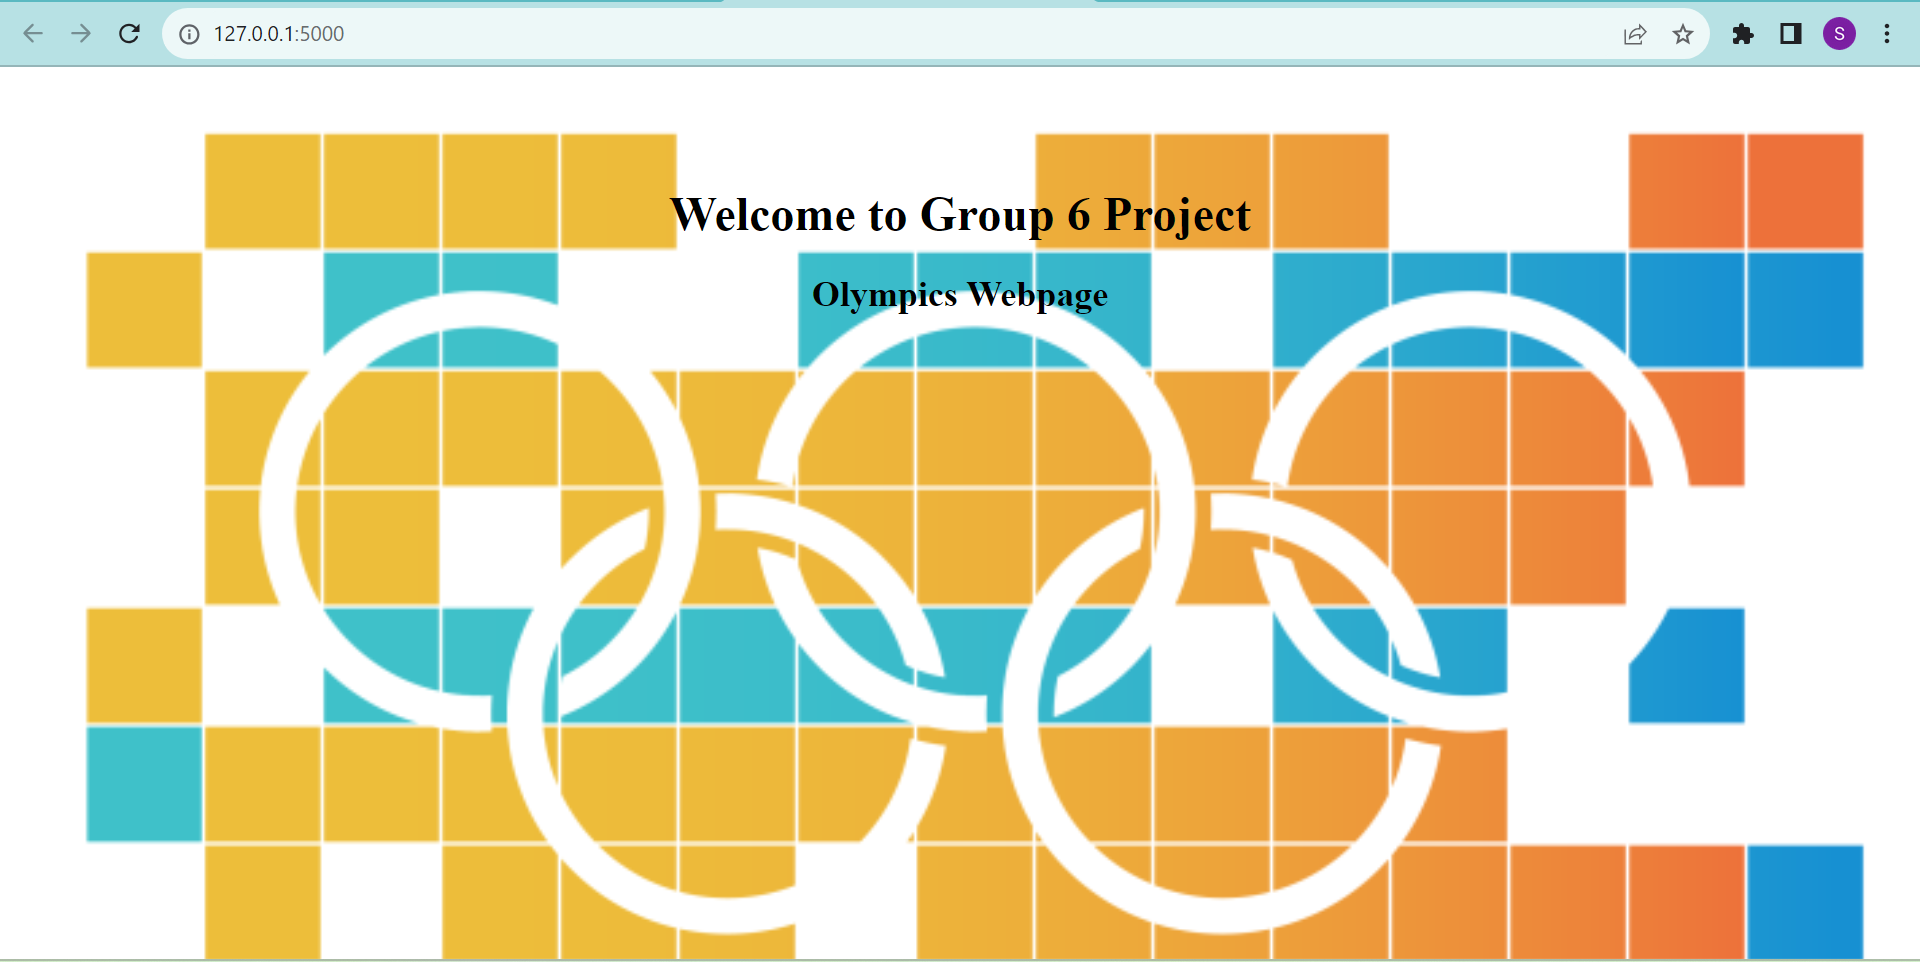 127.0.0.1:5000
S
Welcome to Group 6 Project
Olympics Webpage